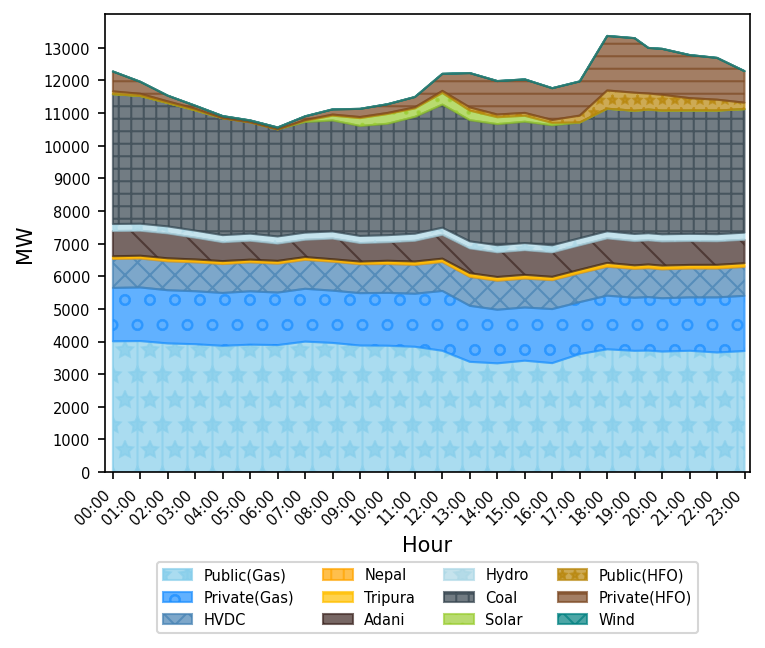 13000
12000
11000
10000
9000
8000
7000
6000
5000
4000
3000
2000
1000
0
MW
00:00 01:00 02:00 03:00 04:00 05:00 06:00 07:00 08:00 09:00 10:00 11:00 12:00 13:00 14:00 15:00 16:00 17:00 18:00 19:00 20:00 21:00 22:00 23:00
Hour
Public(Gas) Nepal Hydro Public(HFO)
Private(Gas) Tripura Coal Private(HFO)
HVDC Adani Solar Wind